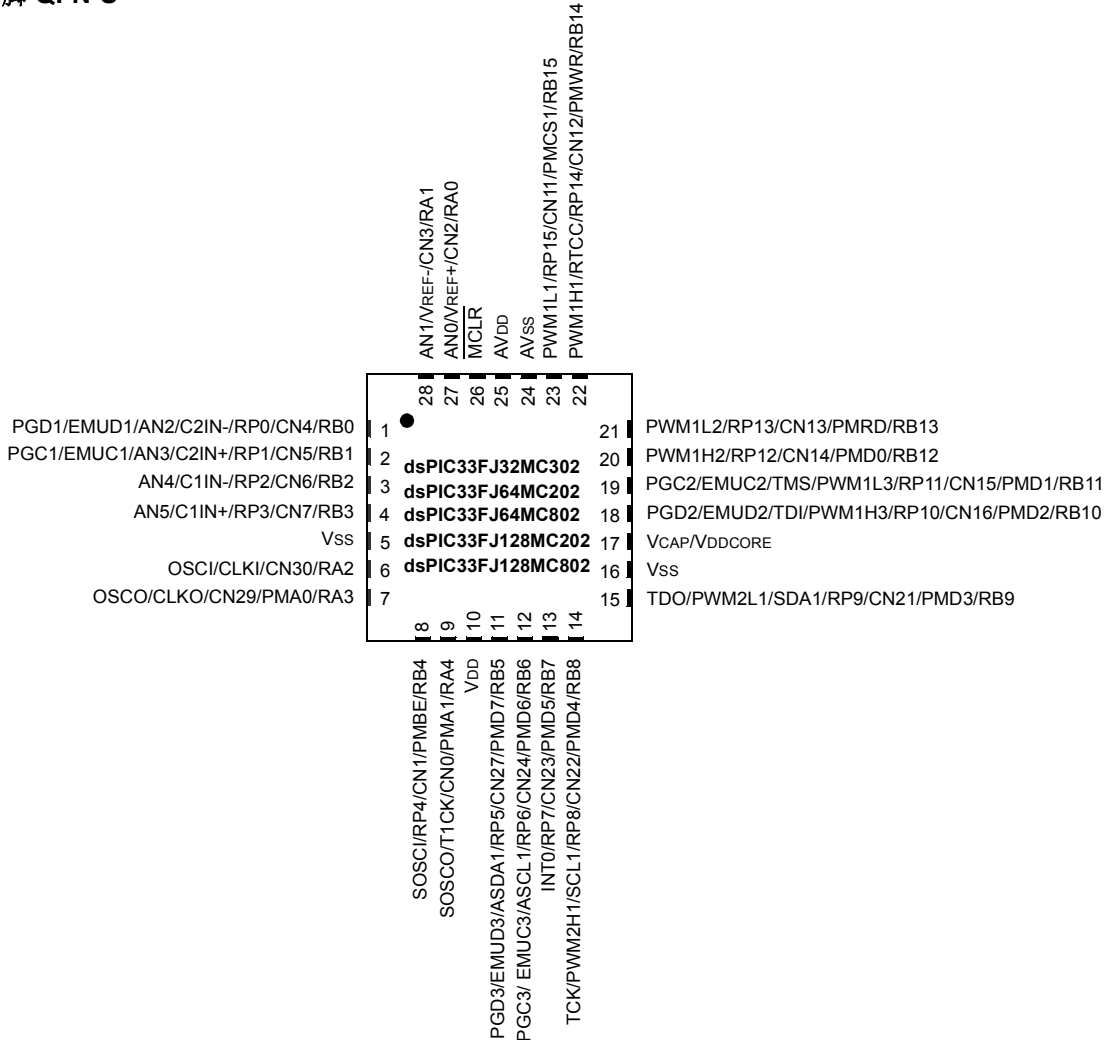 脚 QFN-S
AN1/VREF-/CN3/RA1
AN0/VREF+/CN2/RA0
MCLR
AVDD
AVSS
PWM1L1/RP15/CN11/PMCS1/RB15
PWM1H1/RTCC/RP14/CN12/PMWR/RB14
28 27 26 25 24 23 22
PGD1/EMUD1/AN2/C2IN-/RP0/CN4/RB0 1
PGC1/EMUC1/AN3/C2IN+/RP1/CN5/RB1 2
AN4/C1IN-/RP2/CN6/RB2 3
AN5/C1IN+/RP3/CN7/RB3 4
VSS 5
OSCI/CLKI/CN30/RA2 6
OSCO/CLKO/CN29/PMA0/RA3 7
dsPIC33FJ32MC302
dsPIC33FJ64MC202
dsPIC33FJ64MC802
dsPIC33FJ128MC202
dsPIC33FJ128MC802
21 PWM1L2/RP13/CN13/PMRD/RB13
20 PWM1H2/RP12/CN14/PMD0/RB12
19 PGC2/EMUC2/TMS/PWM1L3/RP11/CN15/PMD1/RB11
18 PGD2/EMUD2/TDI/PWM1H3/RP10/CN16/PMD2/RB10
17 VCAP/VDDCORE
16 VSS
15 TDO/PWM2L1/SDA1/RP9/CN21/PMD3/RB9
8 9 10 11 12 13 14
SOSCI/RP4/CN1/PMBE/RB4
SOSCO/T1CK/CN0/PMA1/RA4
VDD
PGD3/EMUD3/ASDA1/RP5/CN27/PMD7/RB5
PGC3/ EMUC3/ASCL1/RP6/CN24/PMD6/RB6
INT0/RP7/CN23/PMD5/RB7
TCK/PWM2H1/SCL1/RP8/CN22/PMD4/RB8